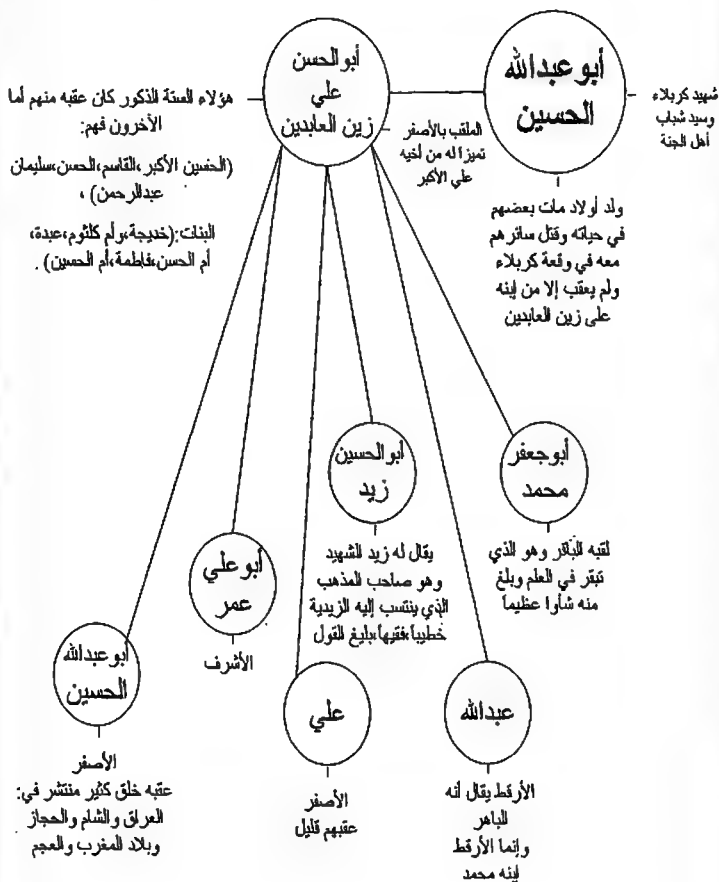 أبو عبدالله
الحسين
شهيد كربلاء
وسيد شباب
أهل الجنة
ولد أولاد مات بعضهم
في حياته وقتل سائرهم
معه في وقعة كربلاء
ولم يعقب إلا من إبنه
على زين العابدين
أبو الحسن
علي
زين العابدين
الملقب بالأصغر
تميزا له من أخيه
علي الأكبر
هؤلاء الستة الذكور كان عقبه منهم أما
الأخرون فهم:
(الحسين الأكبر،القاسم،الحسن،سليمان
عبدالرحمن) ،
البنات:(خديجة،وأم كلثوم،عبدة،
أم الحسن،فاطمة،أم الحسين) .
أبو جعفر
محمد
لقبه الباقر وهو الذي
تبقر في العلم وبلغ
منه شأوا عظيماً
أبو الحسين
زيد
يقال له زيد الشهيد
وهو صاحب المذهب
الذي ينتسب إليه الزيدية
خطيباً،فقيهاً،بليغ القول
أبو علي
عمر
الأشرف
أبو عبدالله
الحسين
الأصغر
عقبه خلق كثير منتشر في:
العراق والشام والحجاز
وبلاد المغرب والعجم
علي
الأصغر
عقبهم قليل
عبدالله
الأرقط يقال أنه
الباهر
وإنما الأرقط
إبنه محمد